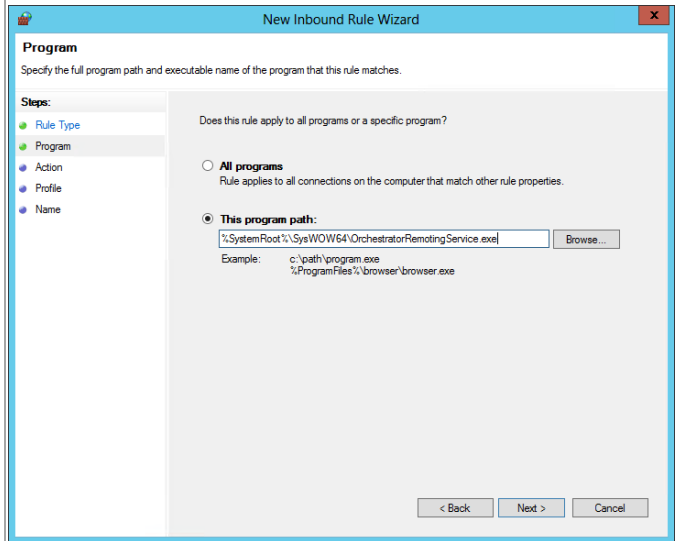 New Inbound Rule Wizard
x
Program
Specify the full program path and executable name of the program that this rule matches.
Steps:
Rule Type
Program
Action
Profile
Name
Does this rule apply to all programs or a specific program?
All programs
Rule applies to all connections on the computer that match other rule properties.
This program path:
%SystemRoot%\SysWOW64\OrchestratorRemotingService.exe
Browse...
Example: c:\path\program.exe
%ProgramFiles%\browser\browser.exe
< Back Next > Cancel